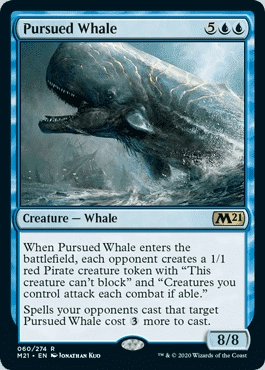 Pursued Whale 5
Creature — Whale M21
When Pursued Whale enters the
battlefield, each opponent creates a 1/1
red Pirate creature token with “This
creature can’t block” and “Creatures you
control attack each combat if able.”
Spells your opponents cast that target
Pursued Whale cost 3 more to cast.
8/8
060/274 R
M21 • EN Jonathan Kuo
™ & © 2020 Wizards of the Coast